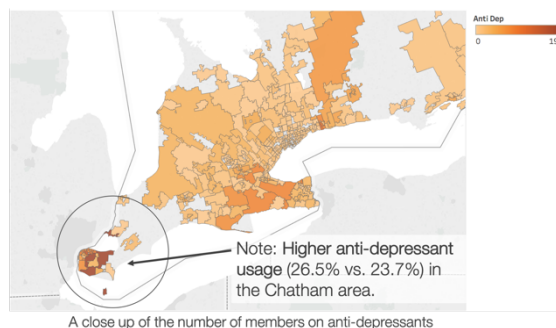 Anti Dep
0 19
Note: Higher anti-depressant
usage (26.5% vs. 23.7%) in
the Chatham area.
A close up of the number of members on anti-depressants